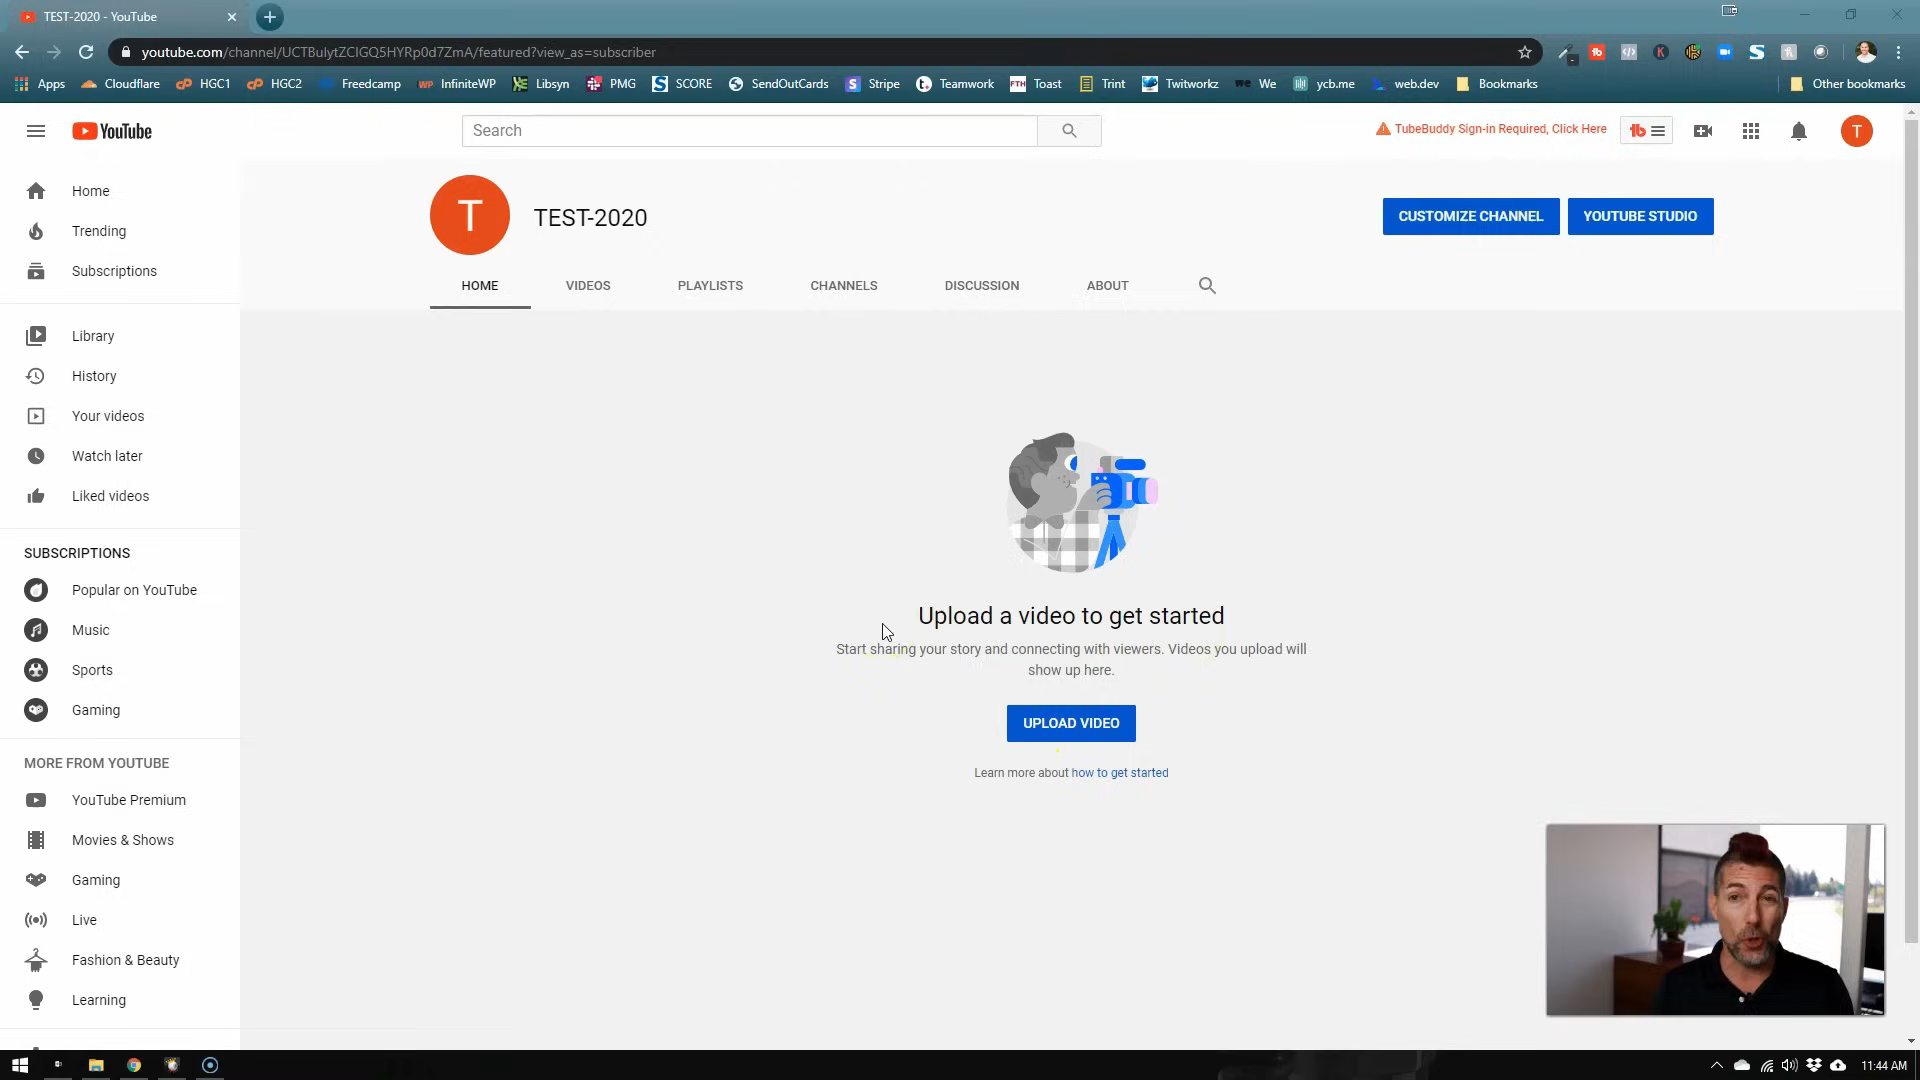 TEST-2020 - YouTube
youtube.com/channel/UCTBulytZCIGQ5HYRp0d7ZmA/featured?view_as=subscriber
Apps Cloudflare HGC1 HGC2 Freedcamp InfiniteWP Libsyn PMG SCORE SendOutCards Stripe Teamwork Toast Trint Twitworkz We ycb.me web.dev Bookmarks Other bookmarks
YouTube
Search
TubeBuddy Sign-in Required, Click Here
T
Home
Trending
Subscriptions
Library
History
Your videos
Watch later
Liked videos
SUBSCRIPTIONS
Popular on YouTube
Music
Sports
Gaming
MORE FROM YOUTUBE
YouTube Premium
Movies & Shows
Gaming
Live
Fashion & Beauty
Learning
T
TEST-2020
CUSTOMIZE CHANNEL
YOUTUBE STUDIO
HOME VIDEOS PLAYLISTS CHANNELS DISCUSSION ABOUT
Upload a video to get started
Start sharing your story and connecting with viewers. Videos you upload will
show up here.
UPLOAD VIDEO
Learn more about how to get started
11:44 AM